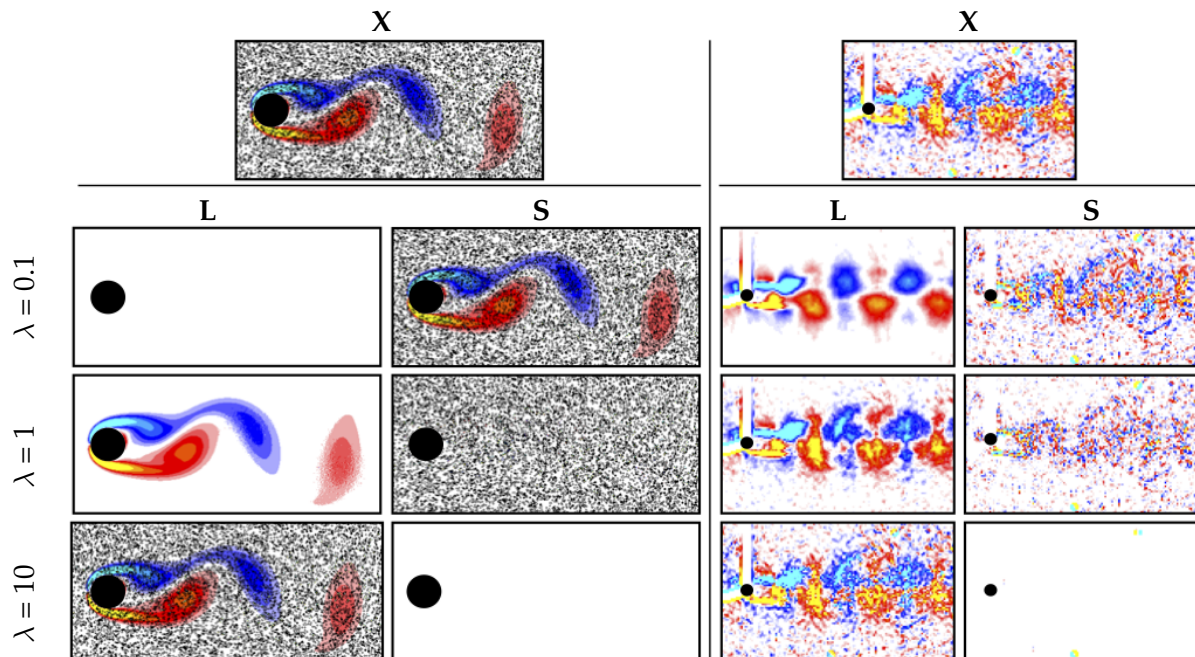 X X
L S L S
λ = 0.1
λ = 1
λ = 10